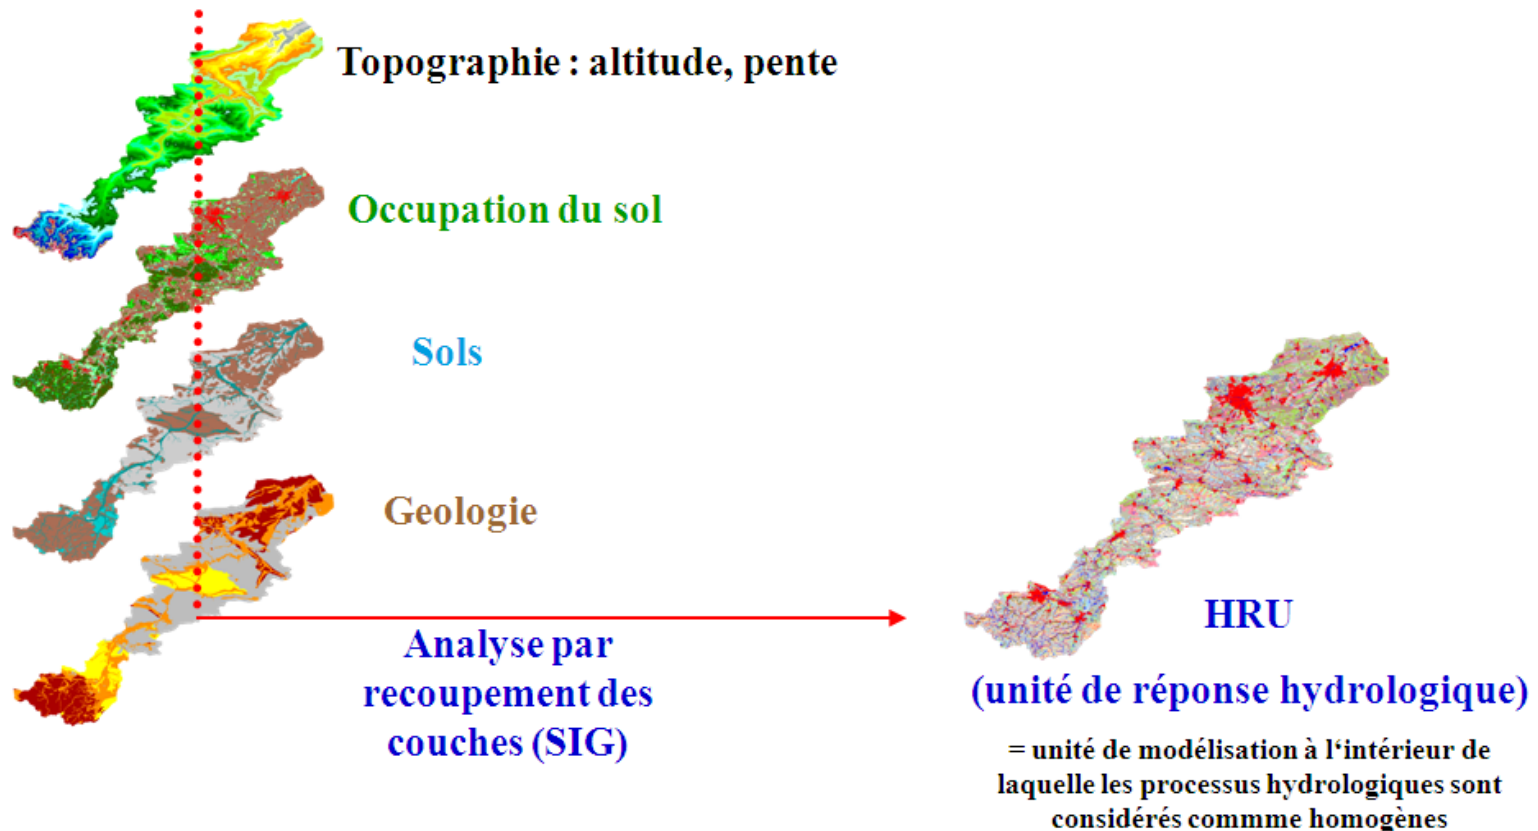 Topographie : altitude, pente
Occupation du sol
Sols
Geologie
Analyse par
recoupement des
couches (SIG)
HRU
(unité de réponse hydrologique)
= unité de modélisation à l‘intérieur de
laquelle les processus hydrologiques sont
considérés commme homogènes